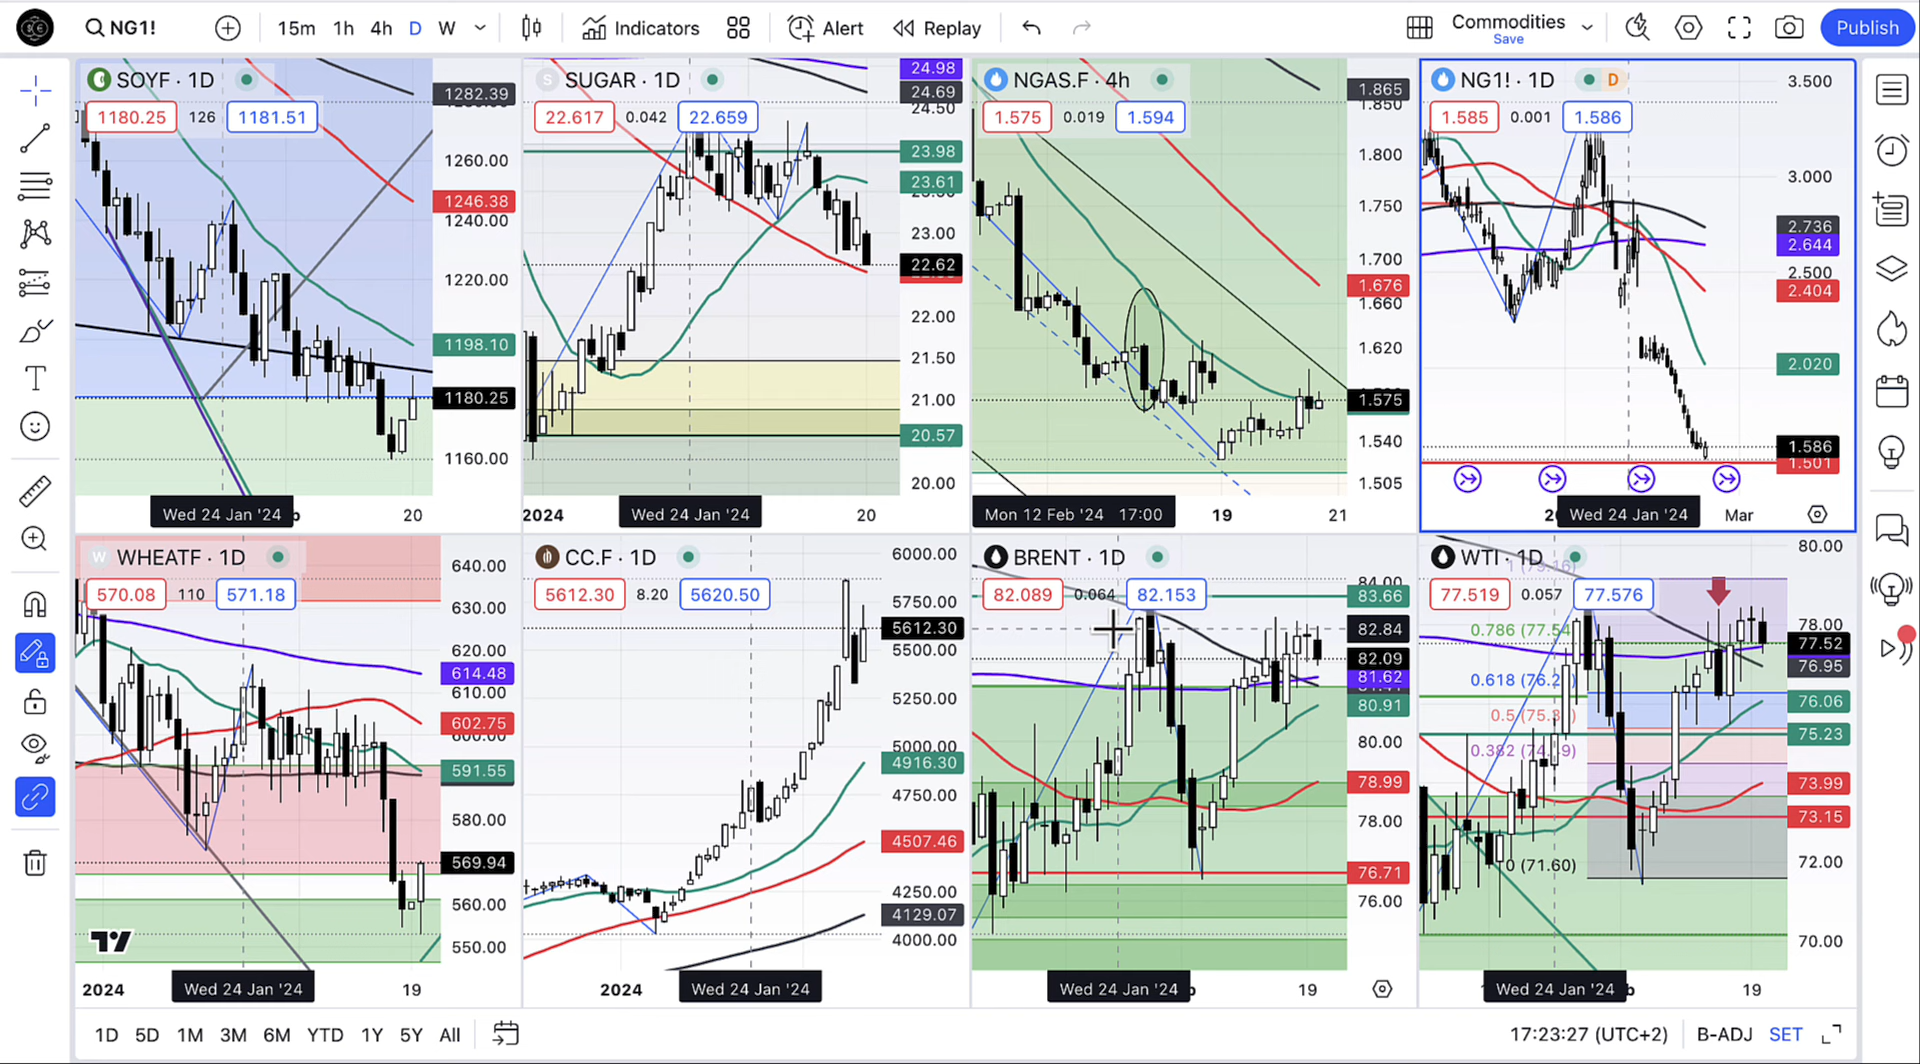 NG1!
15m 1h 4h D W
Indicators
Alert
Replay
Commodities
Save
Publish
SOYF · 1D
1180.25 126 1181.51
1282.39
1260.00
1246.38
1240.00
1220.00
1198.10
1180.25
1160.00
Wed 24 Jan '24
20
SUGAR · 1D
22.617 0.042 22.659
24.98
24.69
24.50
23.98
23.61
23.00
22.62
22.00
21.50
21.00
20.57
20.00
2024
Wed 24 Jan '24
20
NGAS.F · 4h
1.575 0.019 1.594
1.865
1.850
1.800
1.750
1.700
1.676
1.660
1.620
1.575
1.540
1.505
Mon 12 Feb '24 17:00
19
21
NG1! · 1D
D
1.585 0.001 1.586
3.500
3.000
2.736
2.644
2.500
2.404
2.020
1.586
1.501
Wed 24 Jan '24
Mar
WHEATF · 1D
570.08 110 571.18
640.00
630.00
620.00
614.48
610.00
602.75
600.00
591.55
580.00
569.94
560.00
550.00
2024
Wed 24 Jan '24
19
CC.F · 1D
5612.30 8.20 5620.50
6000.00
5750.00
5612.30
5500.00
5250.00
5000.00
4916.30
4750.00
4507.46
4250.00
4129.07
4000.00
2024
Wed 24 Jan '24
BRENT · 1D
82.089 0.064 82.153
84.00
83.66
82.84
82.09
81.62
80.91
80.00
78.99
78.00
76.71
76.00
Wed 24 Jan '24
19
WTI · 1D
77.519 0.057 77.576
0.786 (77.54
0.618 (76.2
0.5 (75.3
0.382 (74.
0 (71.60)
80.00
78.00
77.52
76.95
76.06
75.23
73.99
73.15
72.00
70.00
Wed 24 Jan '24
19
1D 5D 1M 3M 6M YTD 1Y 5Y All
17:23:27 (UTC+2) B-ADJ SET